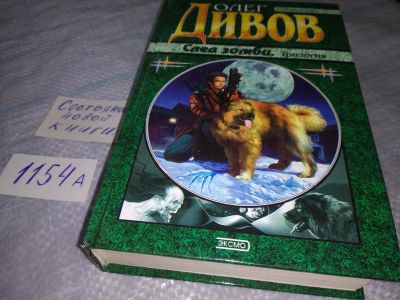 ОЛЕГ
ДИВОВ
След зомби. Трилогия
Состояние
новой
книги
1154А
ЭКСМО